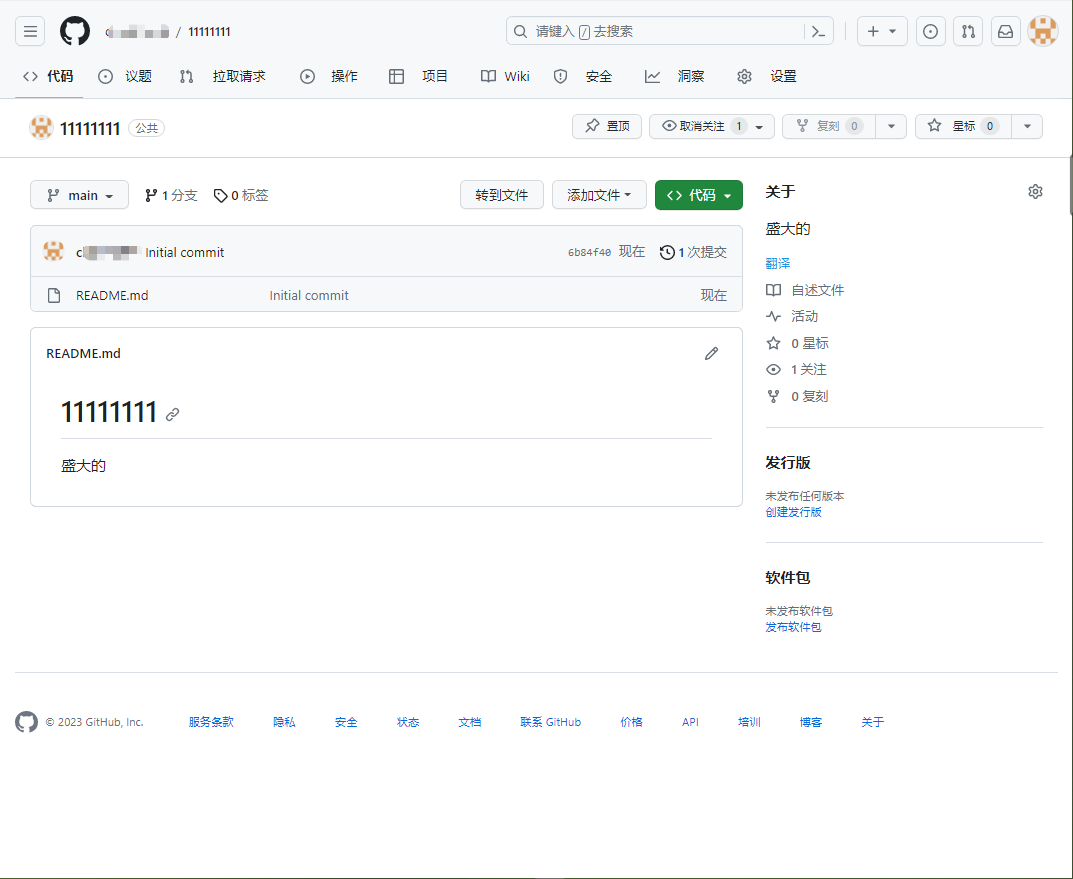 / 11111111
请键入 / 去搜索
代码 议题 拉取请求 操作 项目 Wiki 安全 洞察 设置
11111111 公共 置顶 取消关注 1 复刻 0 星标 0
main 1 分支 0 标签 转到文件 添加文件 代码
Initial commit 6b84f40 现在 1 次提交
README.md Initial commit 现在
README.md
11111111
盛大的
关于
盛大的
翻译
自述文件
活动
0 星标
1 关注
0 复刻
发行版
未发布任何版本
创建发行版
软件包
未发布软件包
发布软件包
© 2023 GitHub, Inc. 服务条款 隐私 安全 状态 文档 联系 GitHub 价格 API 培训 博客 关于